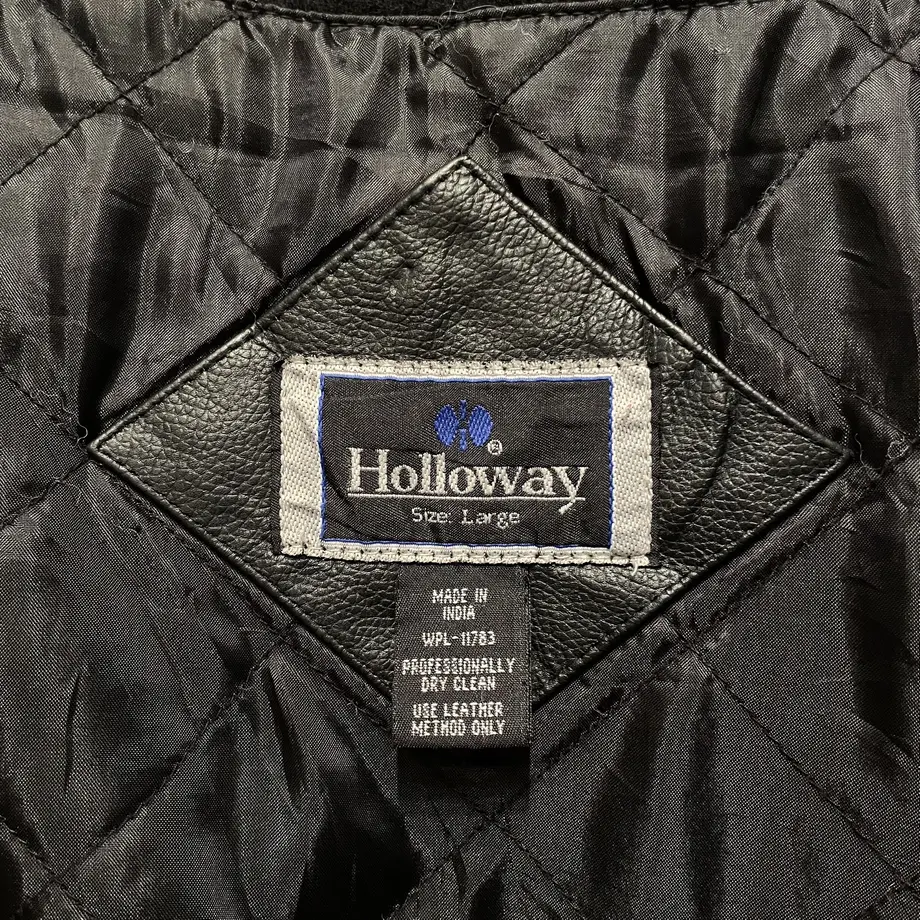 ®
Holloway
Size: Large
MADE IN
INDIA
WPL-11783
PROFESSIONALLY
DRY CLEAN
USE LEATHER
METHOD ONLY